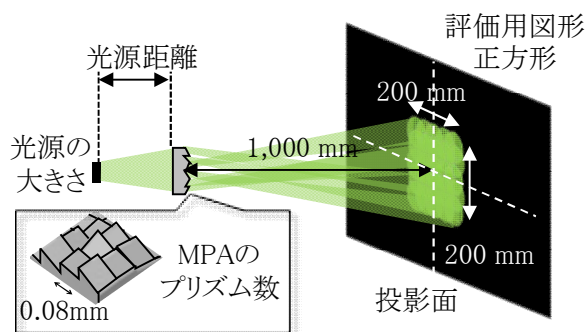 評価用図形
正方形
光源距離
200 mm
光源の
大きさ
1,000 mm
MPAの
プリズム数
0.08mm
200 mm
投影面